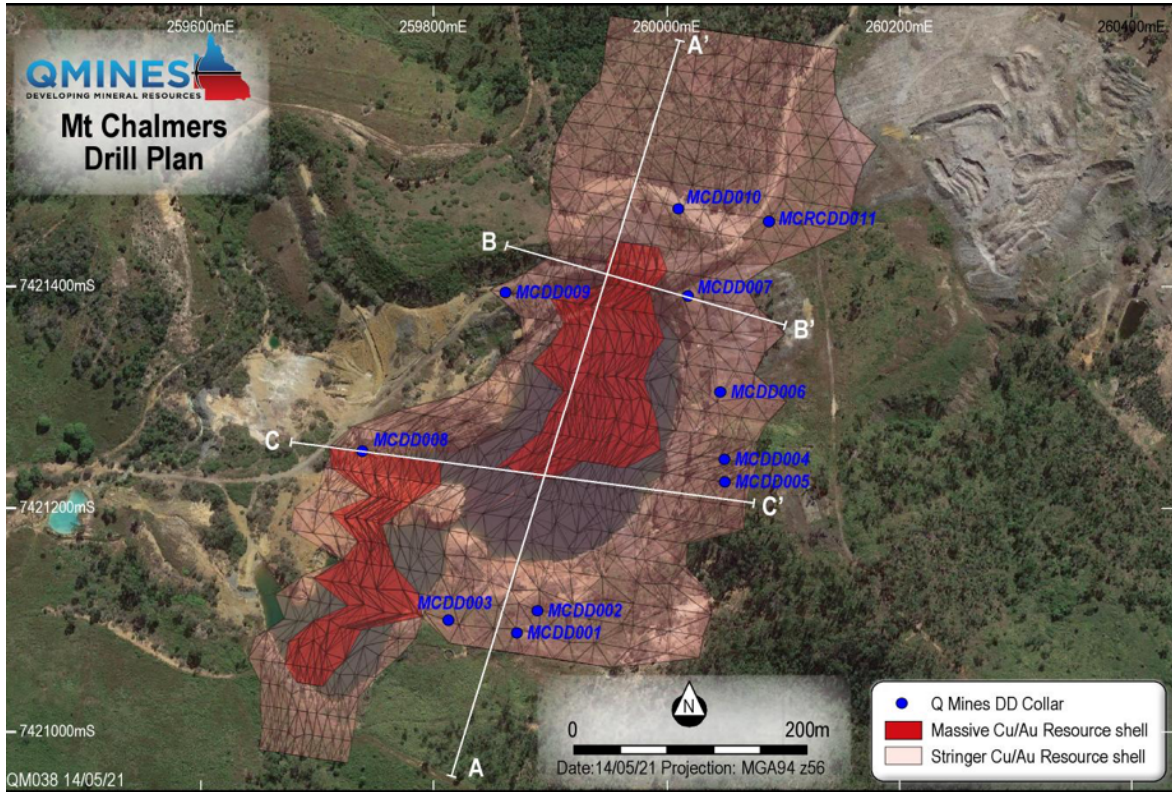 259600mE
259800mE
260000mE
260200mE
260400mE
QMINES
DEVELOPING MINERAL RESOURCES
Mt Chalmers
Drill Plan
A'
MCDD010
MCRCDD011
B
7421400mS
MCDD009
MCDD007
B'
MCDD006
C
MCDD008
MCDD004
MCDD005
C'
7421200mS
MCDD003
MCDD002
MCDD001
N
0
200m
Date:14/05/21 Projection: MGA94 z56
Q Mines DD Collar
Massive Cu/Au Resource shell
Stringer Cu/Au Resource shell
7421000mS
A
QM038 14/05/21